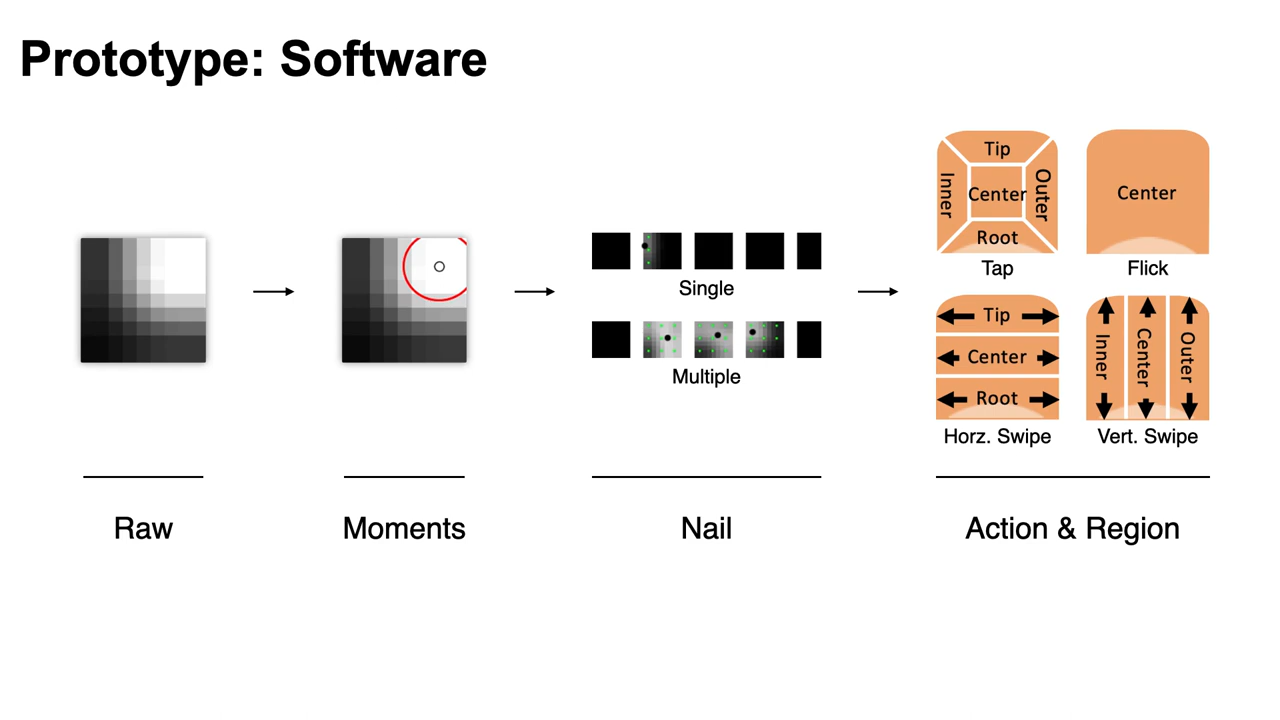 Prototype: Software
Tip
Inner
Center
Outer
Root
Tap
Center
Flick
Tip
Center
Root
Horz. Swipe
Inner
Center
Outer
Vert. Swipe
Single
Multiple
Raw
Moments
Nail
Action & Region